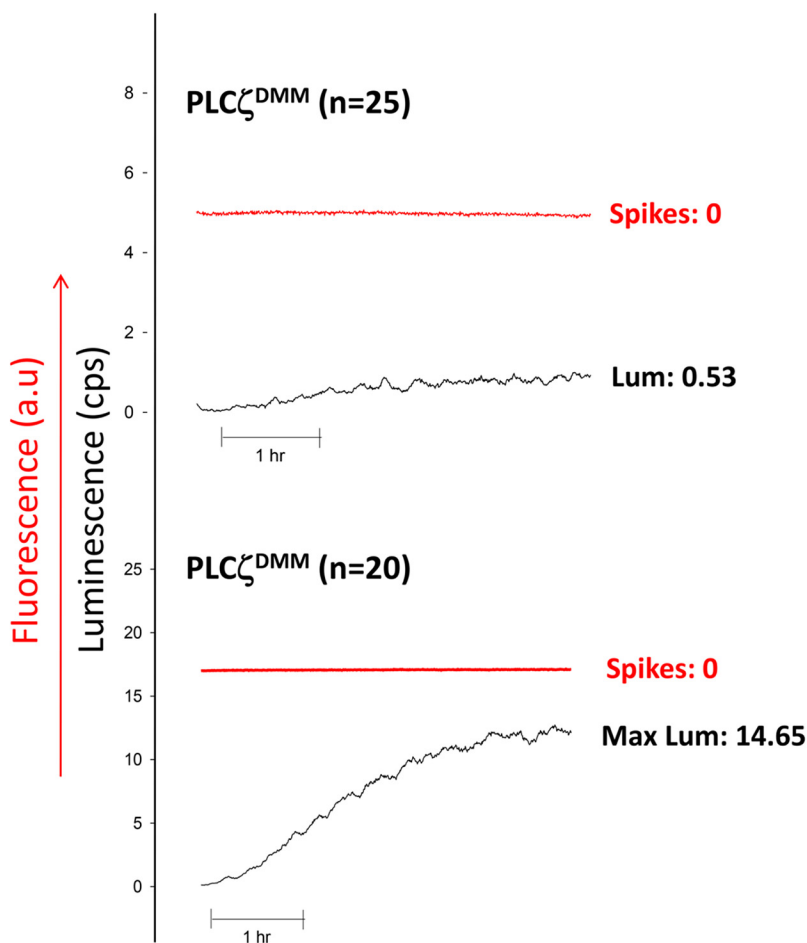 Fluorescence (a.u)
Luminescence (cps)
8
PLCζDMM (n=25)
6
Spikes: 0
4
2
Lum: 0.53
0
1 hr
PLCζDMM (n=20)
25
20
Spikes: 0
15
Max Lum: 14.65
10
5
0
1 hr